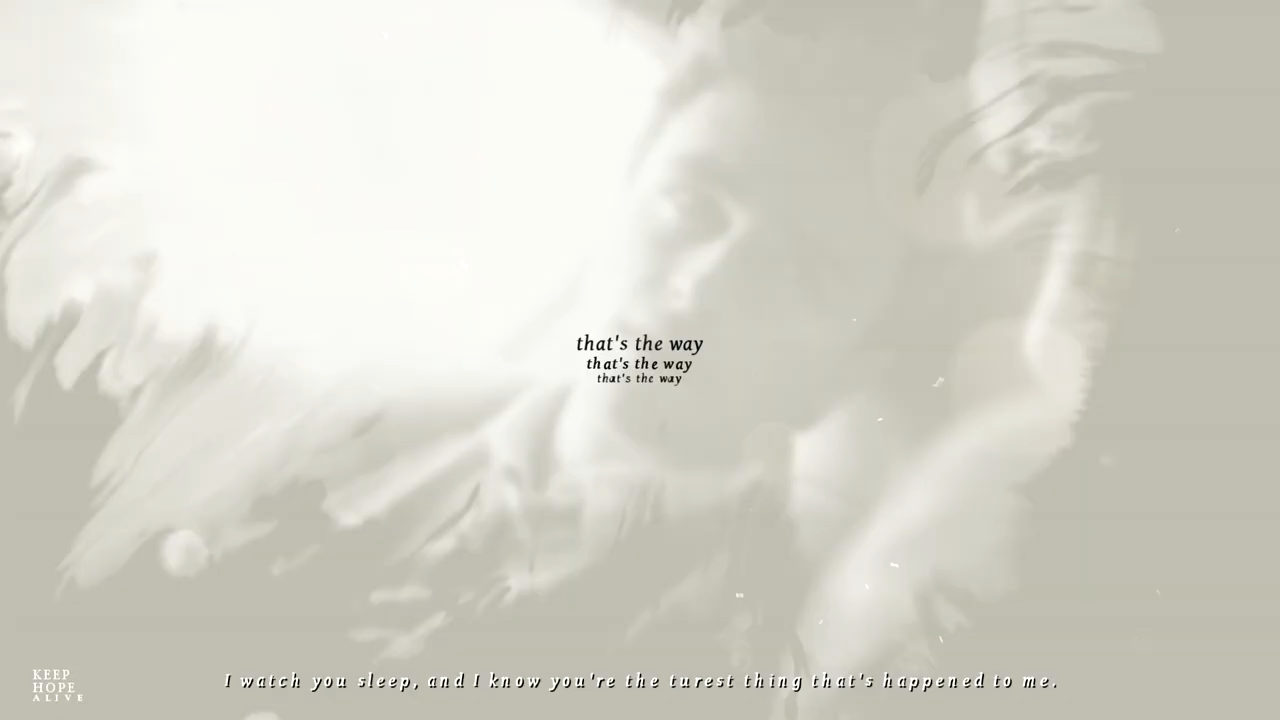 that's the way
that's the way
that's the way
KEEP
HOPE
ALIVE
I watch you sleep, and I know you're the turest thing that's happened to me.